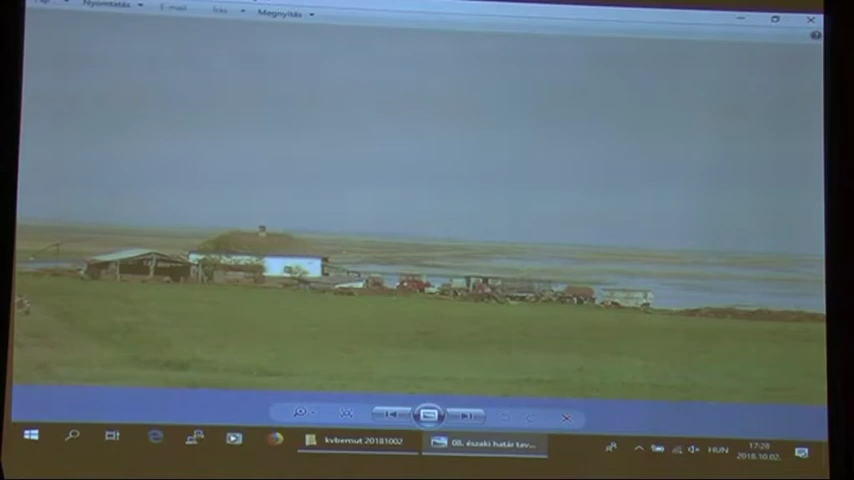 Nyomtatás E-mail Írás Megnyitás
kvbemut 20181002 08. északi határ tav... HUN 17:28
2018.10.02.